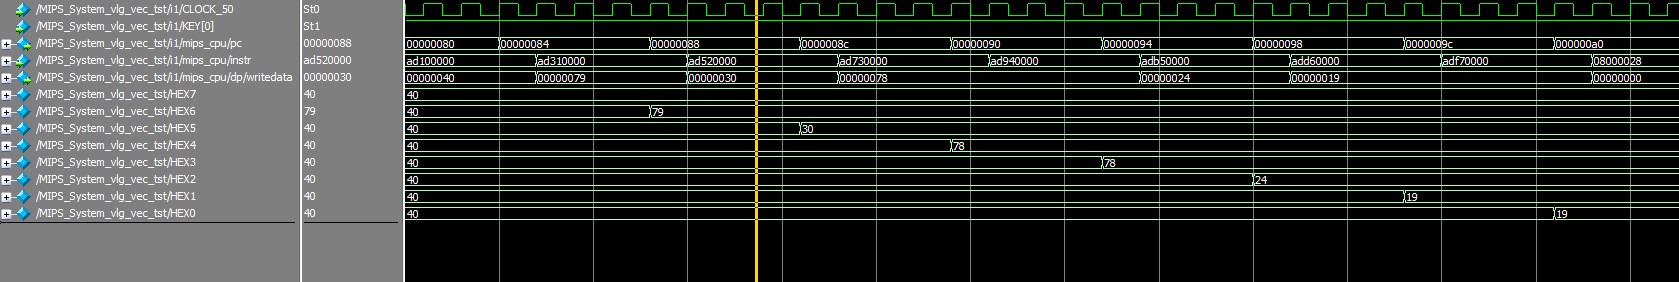 /MIPS_System_vlg_vec_tst/i1/CLOCK_50 St0
/MIPS_System_vlg_vec_tst/i1/KEY[0] St1
/MIPS_System_vlg_vec_tst/i1/mips_cpu/pc 00000088 00000080 00000084 00000088 0000008c 00000090 00000094 00000098 0000009c 000000a0
/MIPS_System_vlg_vec_tst/i1/mips_cpu/instr ad520000 ad100000 ad310000 ad520000 ad730000 ad940000 adb50000 add60000 adf70000 08000028
/MIPS_System_vlg_vec_tst/i1/mips_cpu/dp/writedata 00000030 00000040 00000079 00000030 00000078 00000024 00000019 00000000
/MIPS_System_vlg_vec_tst/HEX7 40 40
/MIPS_System_vlg_vec_tst/HEX6 79 40 79
/MIPS_System_vlg_vec_tst/HEX5 40 40 30
/MIPS_System_vlg_vec_tst/HEX4 40 40 78
/MIPS_System_vlg_vec_tst/HEX3 40 40 78
/MIPS_System_vlg_vec_tst/HEX2 40 40 24
/MIPS_System_vlg_vec_tst/HEX1 40 40 19
/MIPS_System_vlg_vec_tst/HEX0 40 40 19